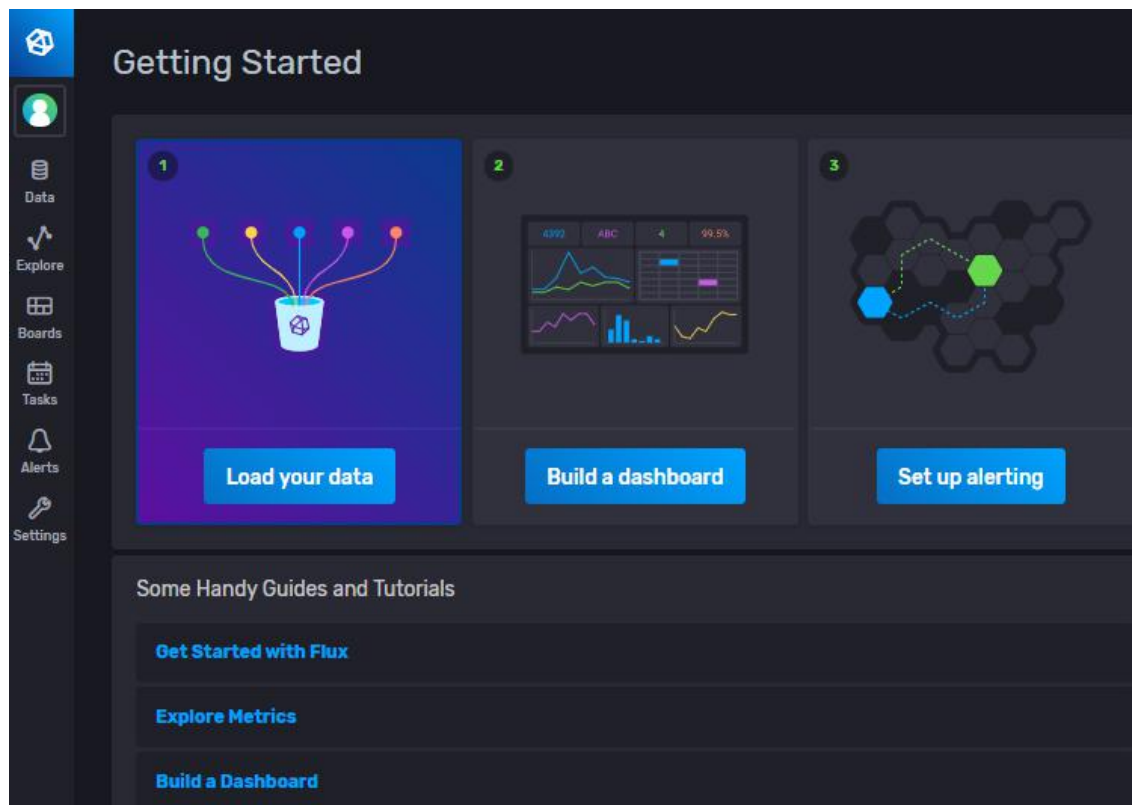 Getting Started
Data
Explore
Boards
Tasks
Alerts
Settings
1
2
3
4392 ABC 4 99.5%
Load your data
Build a dashboard
Set up alerting
Some Handy Guides and Tutorials
Get Started with Flux
Explore Metrics
Build a Dashboard